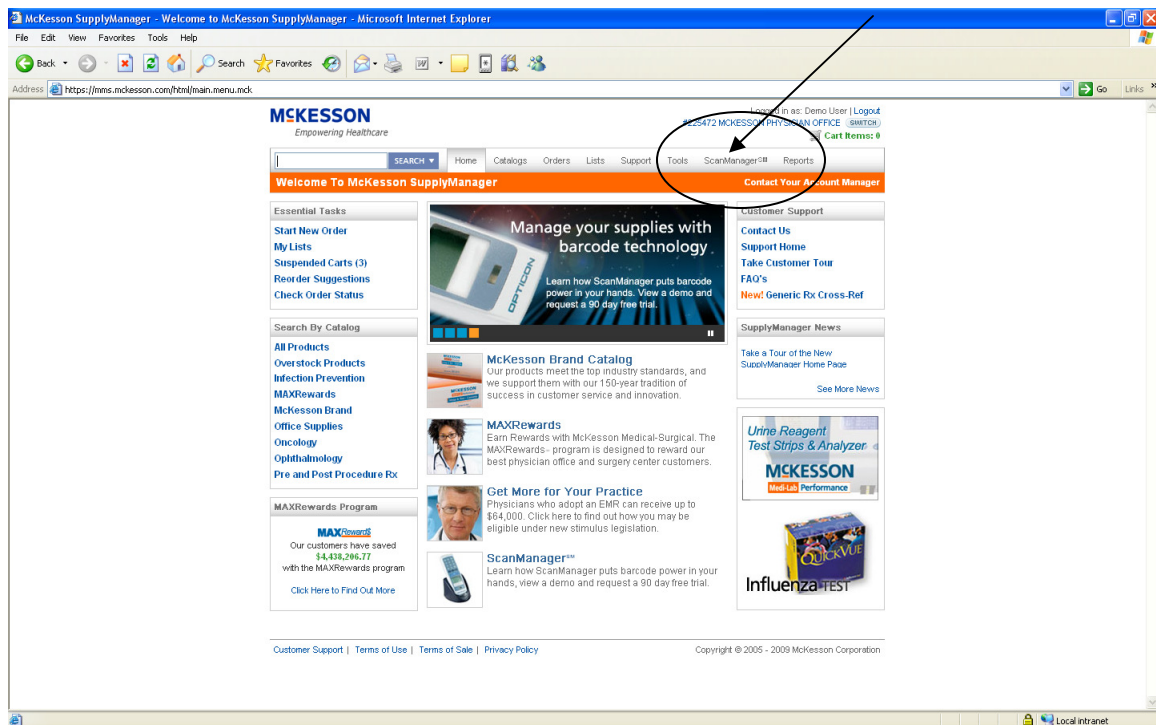 McKesson SupplyManager - Welcome to McKesson SupplyManager - Microsoft Internet Explorer
File Edit View Favorites Tools Help
Back Search Favorites
Address https://mms.mckesson.com/html/main.menu.mck Go Links »
MCKESSON
Empowering Healthcare
Logged in as: Demo User | Logout
#225472 MCKESSON PHYSICIAN OFFICE SWITCH
Cart Items: 0
SEARCH Home Catalogs Orders Lists Support Tools ScanManager Reports
Welcome To McKesson SupplyManager Contact Your Account Manager
Essential Tasks
Start New Order
My Lists
Suspended Carts (3)
Reorder Suggestions
Check Order Status
Search By Catalog
All Products
Overstock Products
Infection Prevention
MAXRewards
McKesson Brand
Office Supplies
Oncology
Ophthalmology
Pre and Post Procedure Rx
MAXRewards Program
MAXRewards
Our customers have saved
$4,438,206.77
with the MAXRewards program
Click Here to Find Out More
Manage your supplies with
barcode technology
OPTICON
Learn how ScanManager puts barcode
power in your hands. View a demo and
request a 90 day free trial.
McKesson Brand Catalog
Our products meet the top industry standards, and
we support them with our 150-year tradition of
success in customer service and innovation.
MAXRewards
Earn Rewards with McKesson Medical-Surgical. The
MAXRewards~ program is designed to reward our
best physician office and surgery center customers.
Get More for Your Practice
Physicians who adopt an EMR can receive up to
$64,000. Click here to find out how you may be
eligible under new stimulus legislation.
ScanManager℠
Learn how ScanManager puts barcode power in your
hands, view a demo and request a 90 day free trial.
Customer Support
Contact Us
Support Home
Take Customer Tour
FAQ's
New! Generic Rx Cross-Ref
SupplyManager News
Take a Tour of the New
SupplyManager Home Page
See More News
Urine Reagent
Test Strips & Analyzer
MCKESSON
Medi-Lab Performance
QUICKVUE
Influenza TEST
Customer Support | Terms of Use | Terms of Sale | Privacy Policy
Copyright © 2005 - 2009 McKesson Corporation
Local intranet